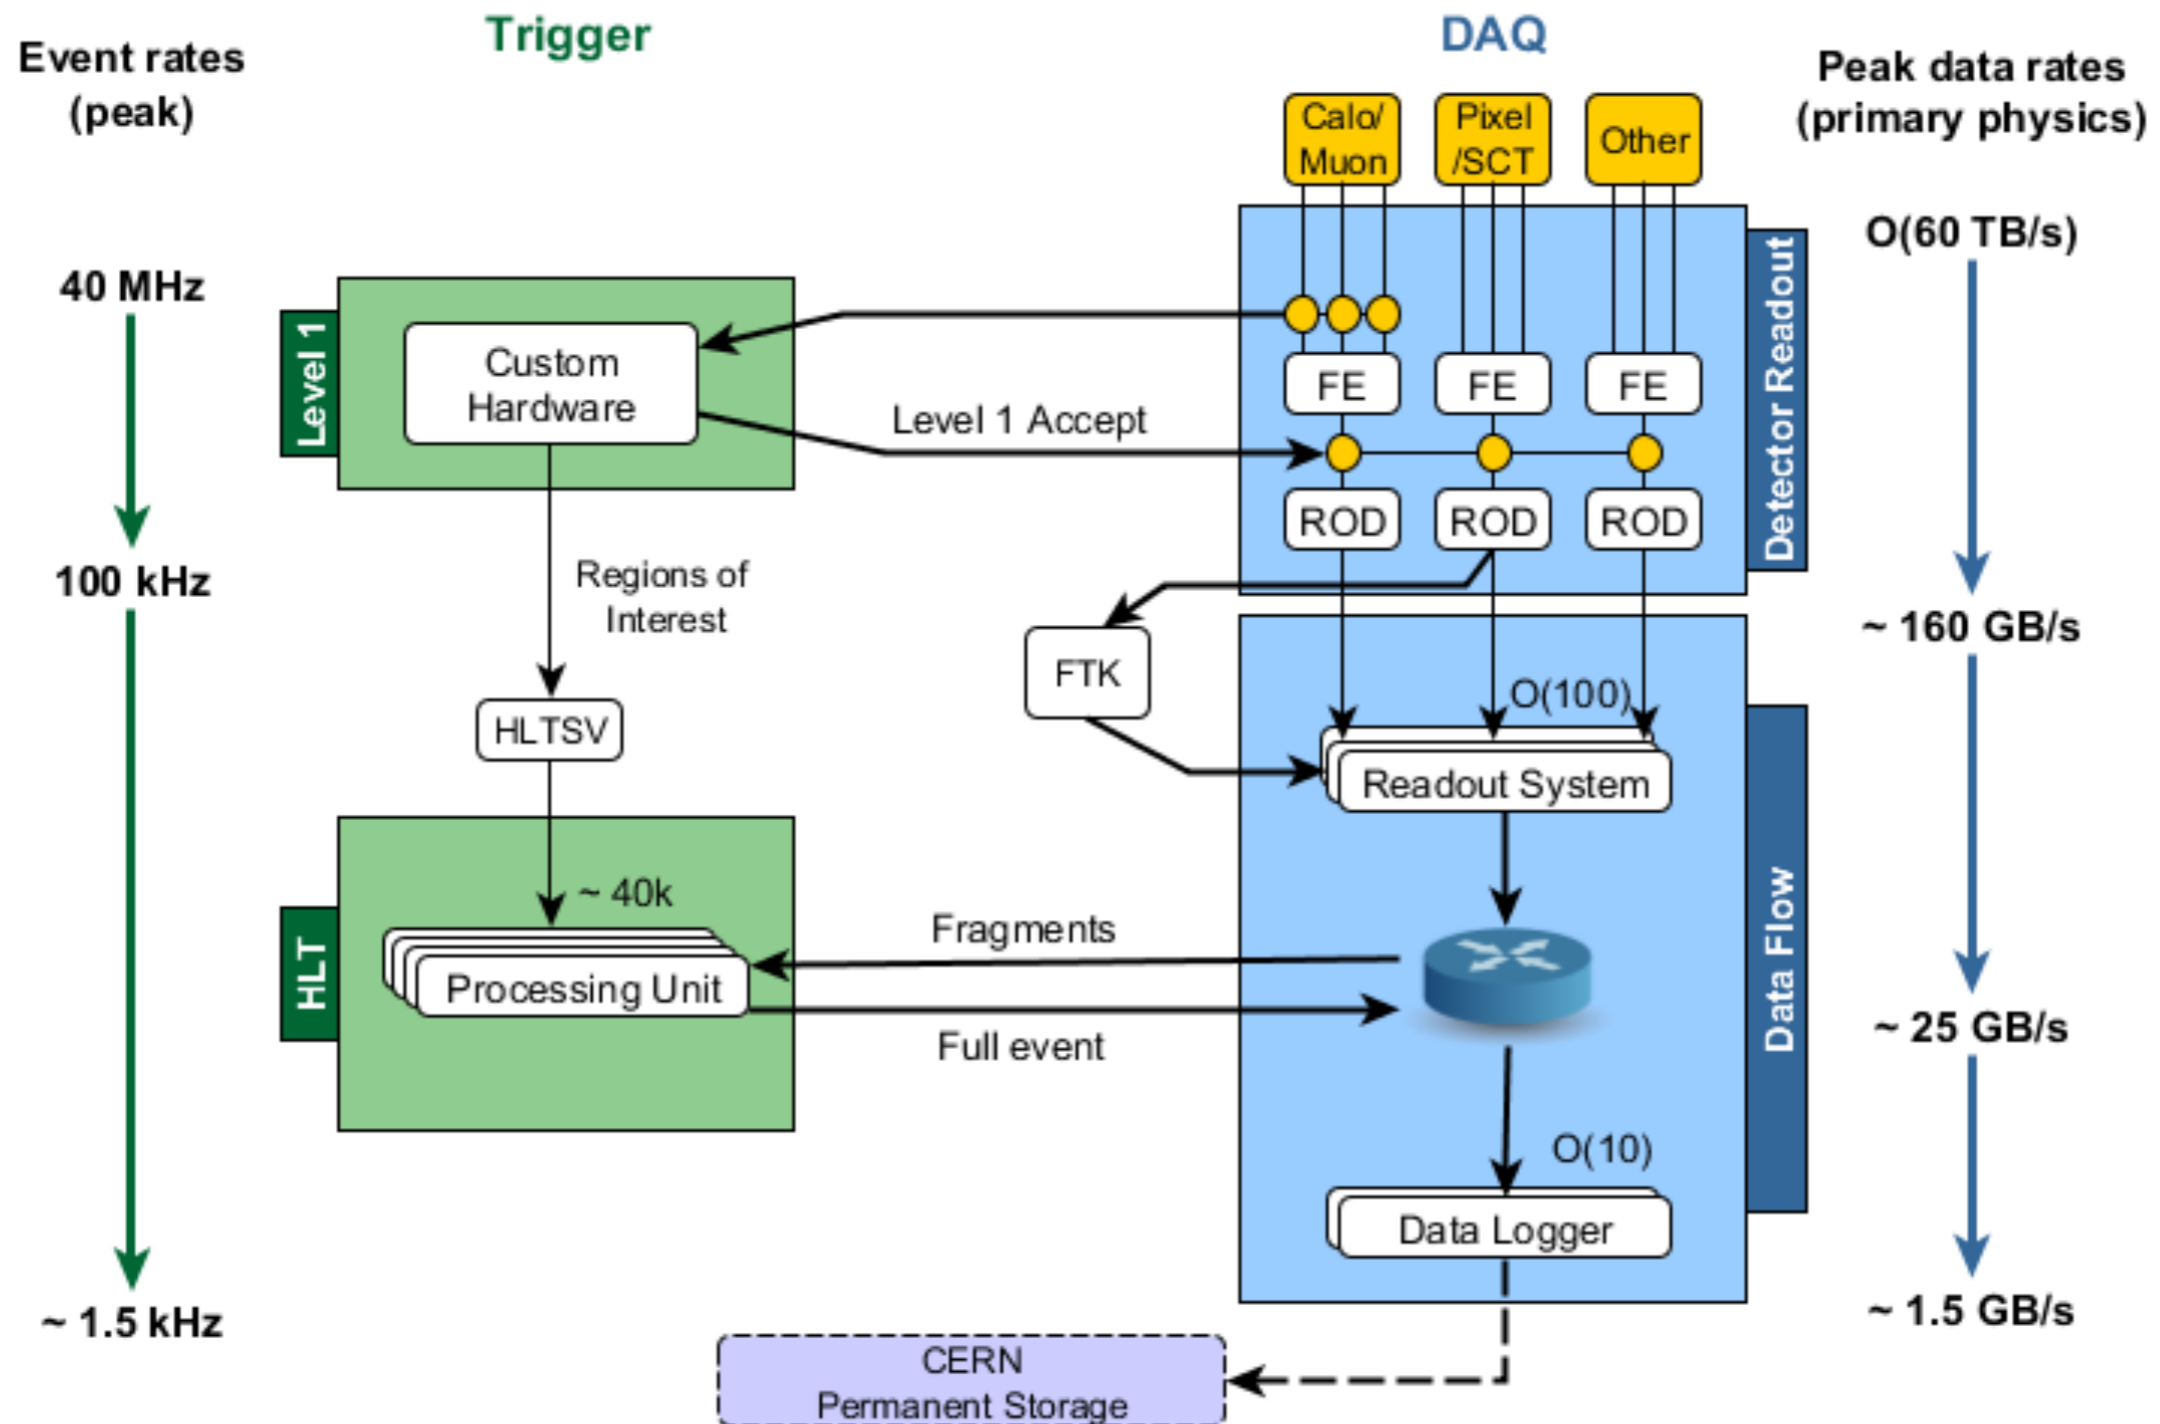 Trigger
DAQ
Event rates
(peak)
Peak data rates
(primary physics)
Calo/
Muon
Pixel
/SCT
Other
O(60 TB/s)
40 MHz
Level 1
Custom
Hardware
Detector Readout
FE
FE
FE
Level 1 Accept
ROD
ROD
ROD
100 kHz
Regions of
Interest
~ 160 GB/s
FTK
O(100)
HLTSV
Readout System
~ 40k
HLT
Processing Unit
Fragments
Full event
Data Flow
~ 25 GB/s
O(10)
Data Logger
~ 1.5 kHz
~ 1.5 GB/s
CERN
Permanent Storage